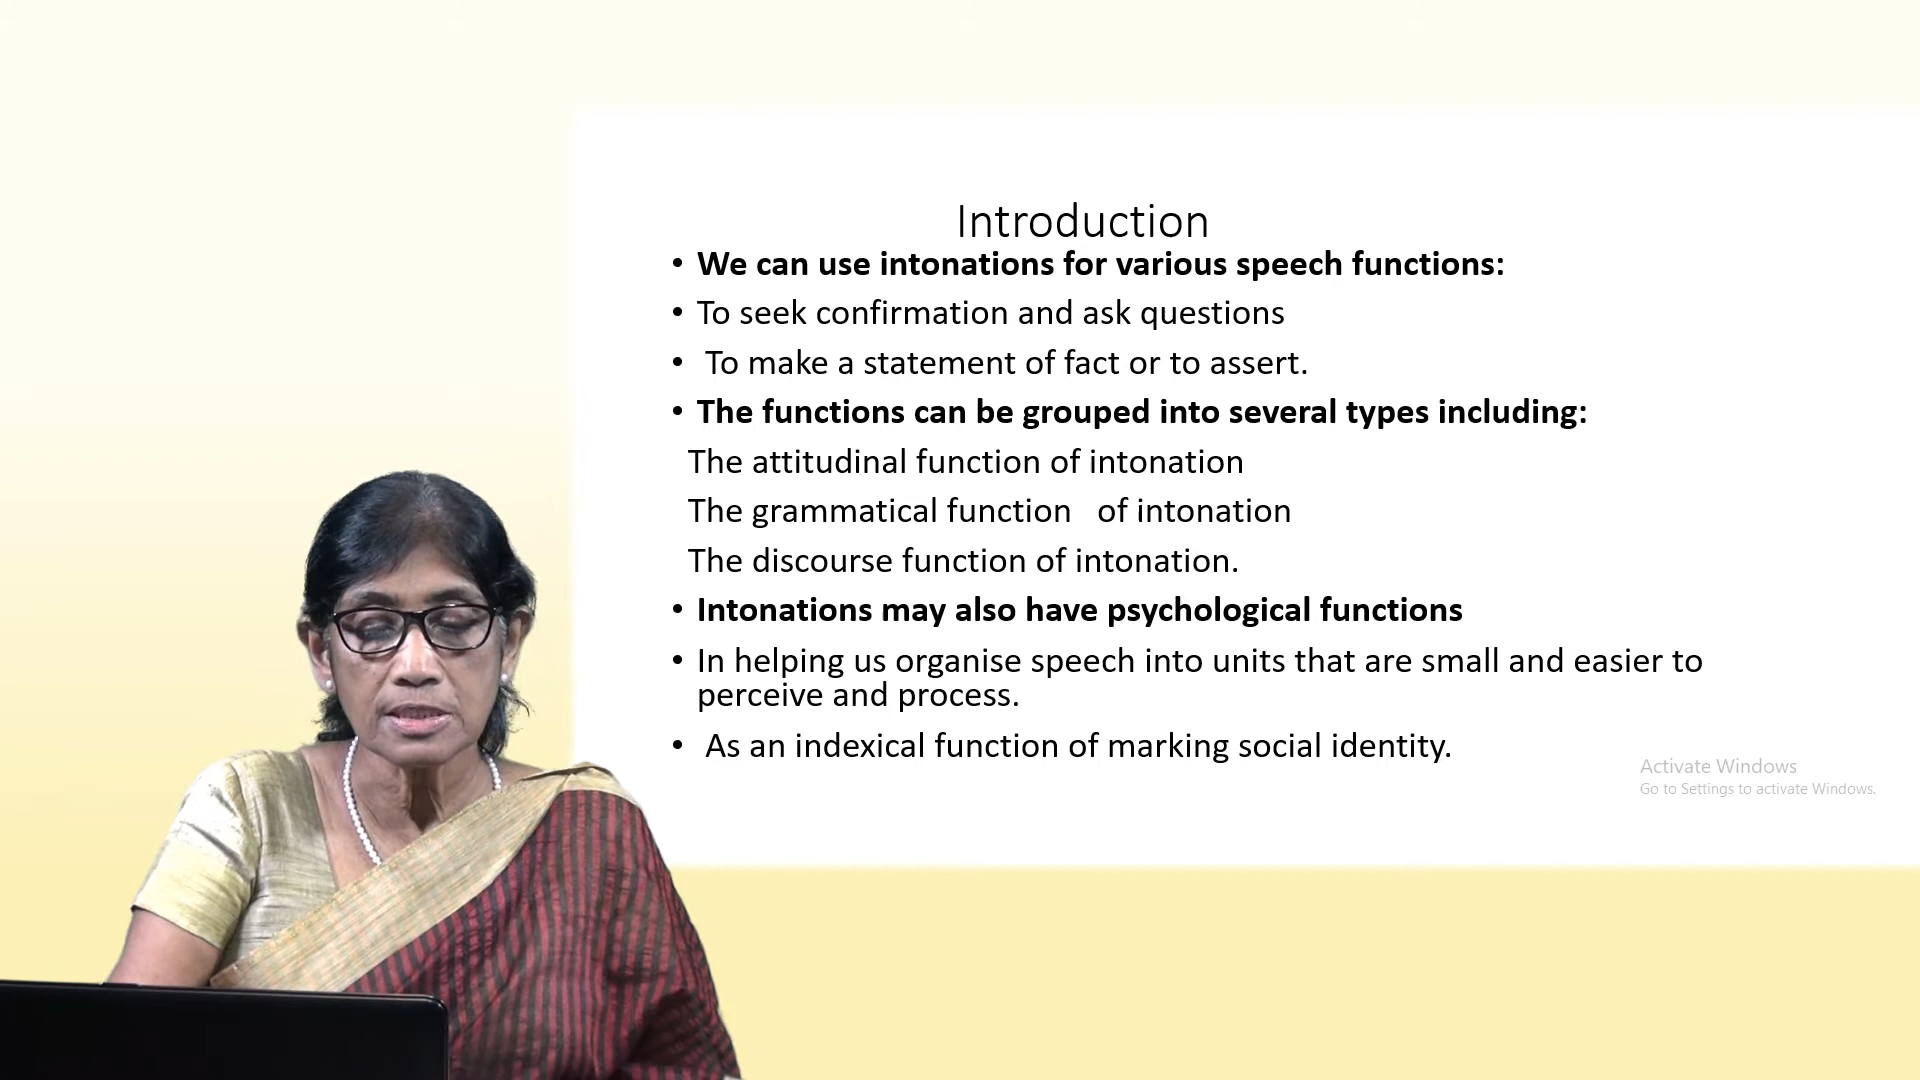 Introduction
• We can use intonations for various speech functions:
• To seek confirmation and ask questions
• To make a statement of fact or to assert.
• The functions can be grouped into several types including:
The attitudinal function of intonation
The grammatical function of intonation
The discourse function of intonation.
• Intonations may also have psychological functions
• In helping us organise speech into units that are small and easier to
perceive and process.
• As an indexical function of marking social identity.
Activate Windows
Go to Settings to activate Windows.